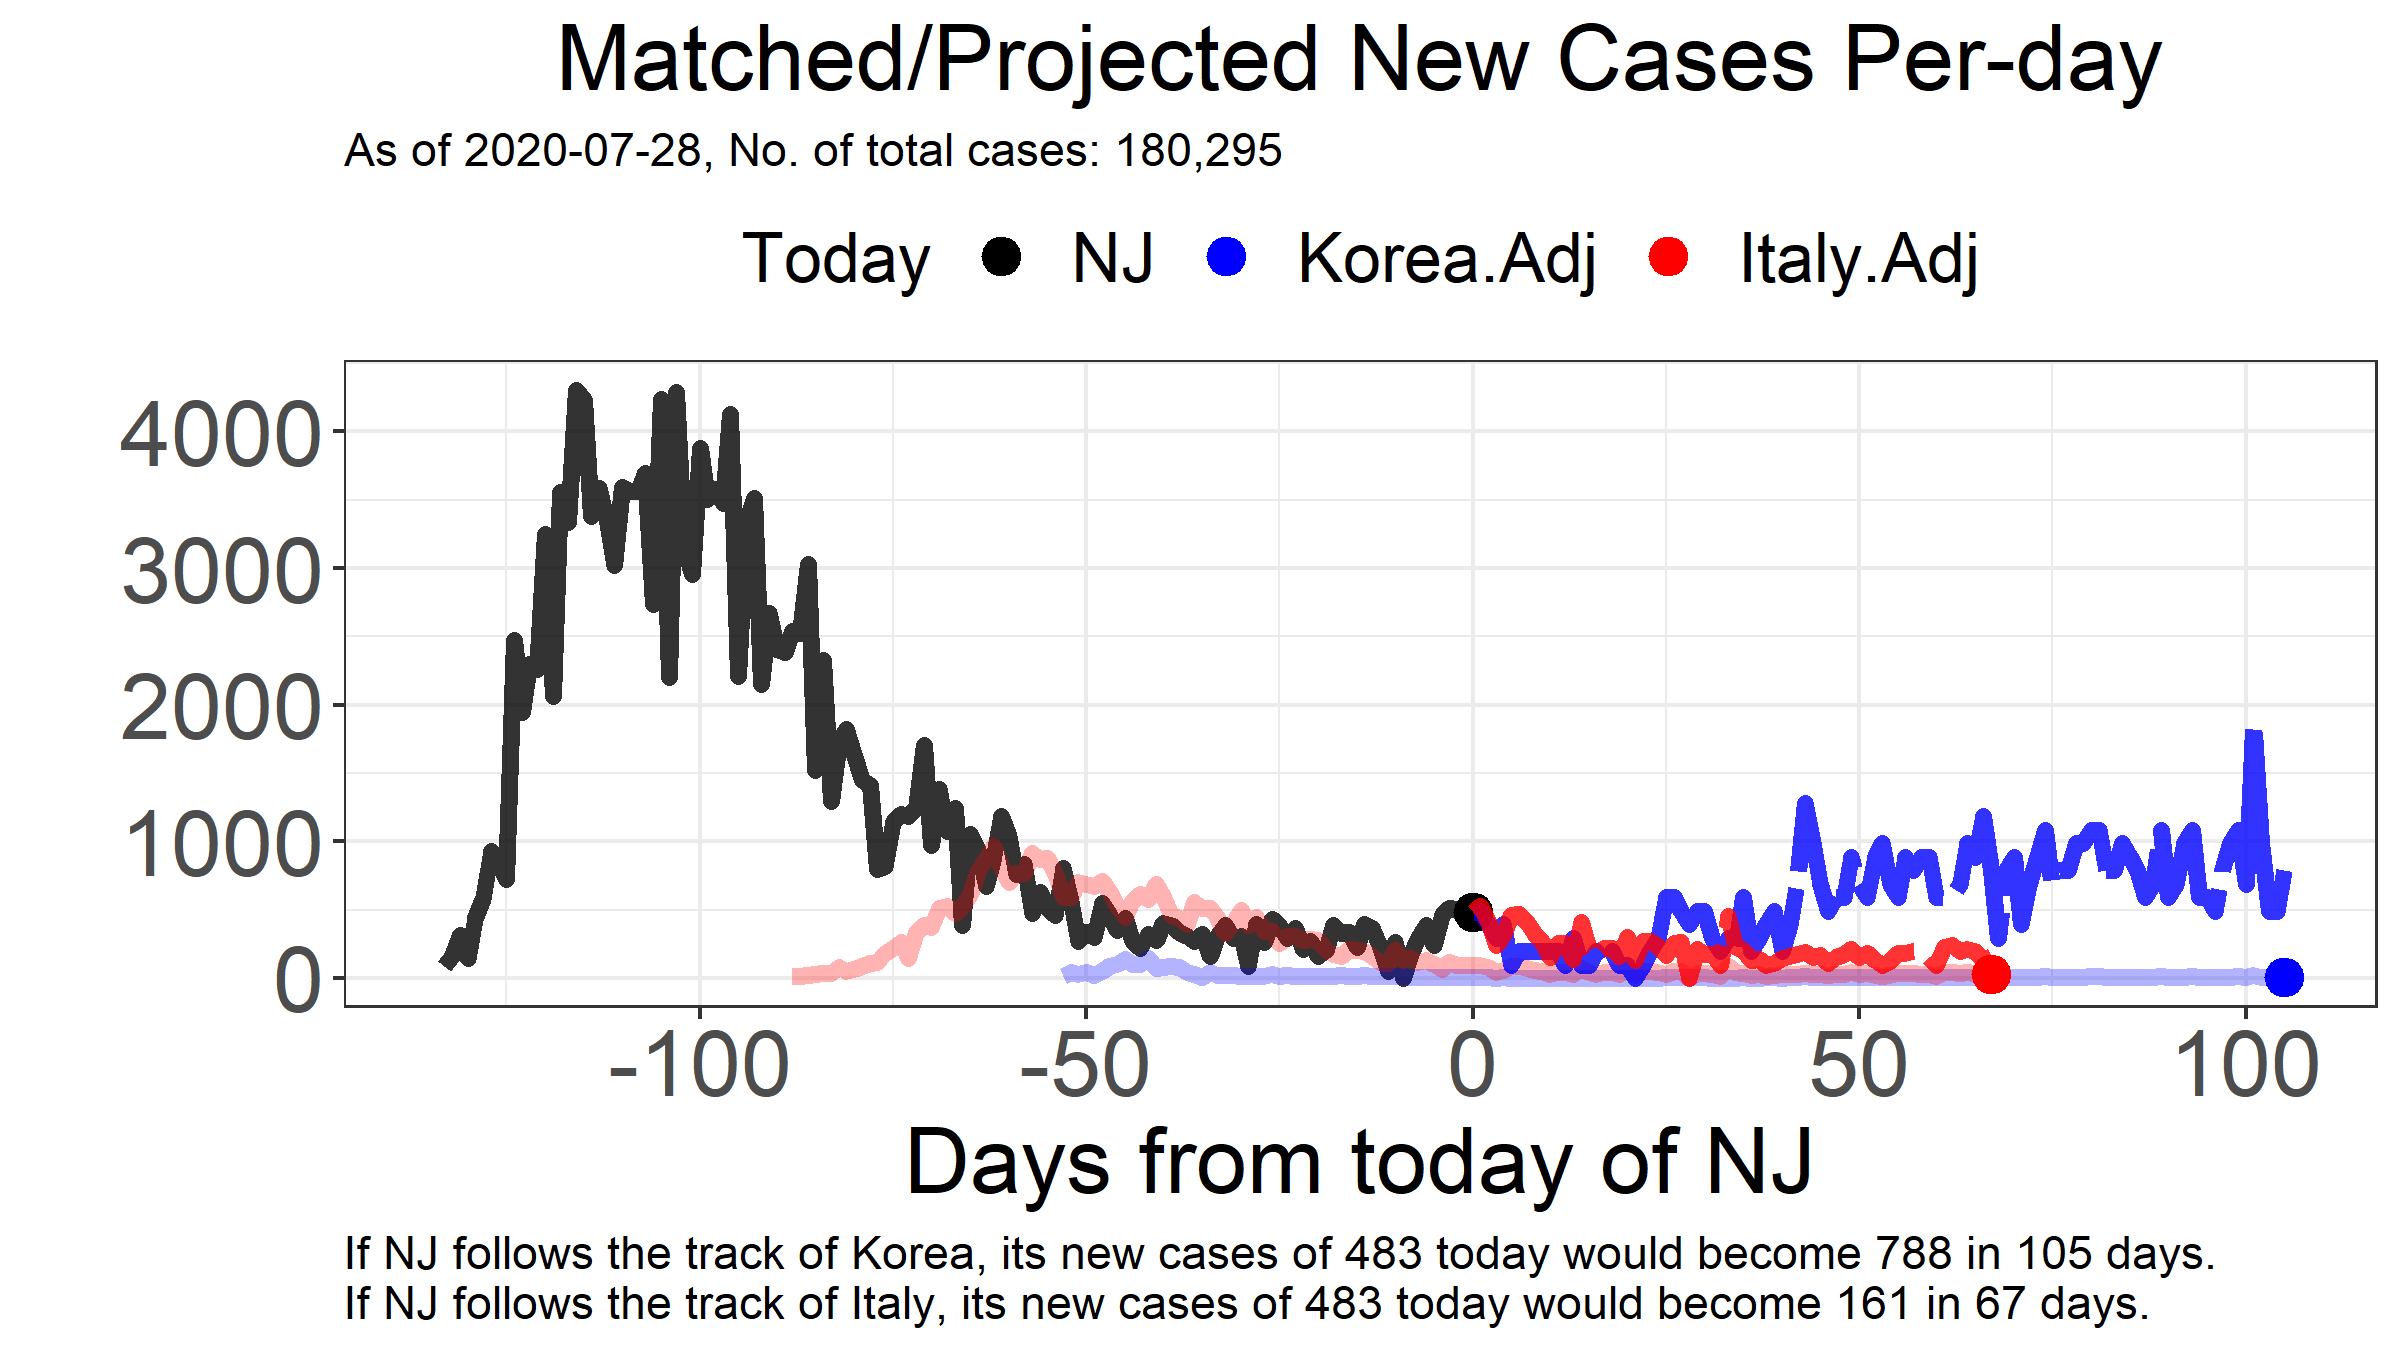 Matched/Projected New Cases Per-day
As of 2020-07-28, No. of total cases: 180,295
Today NJ Korea.Adj Italy.Adj
4000
3000
2000
1000
0
-100 -50 0 50 100
Days from today of NJ
If NJ follows the track of Korea, its new cases of 483 today would become 788 in 105 days.
If NJ follows the track of Italy, its new cases of 483 today would become 161 in 67 days.